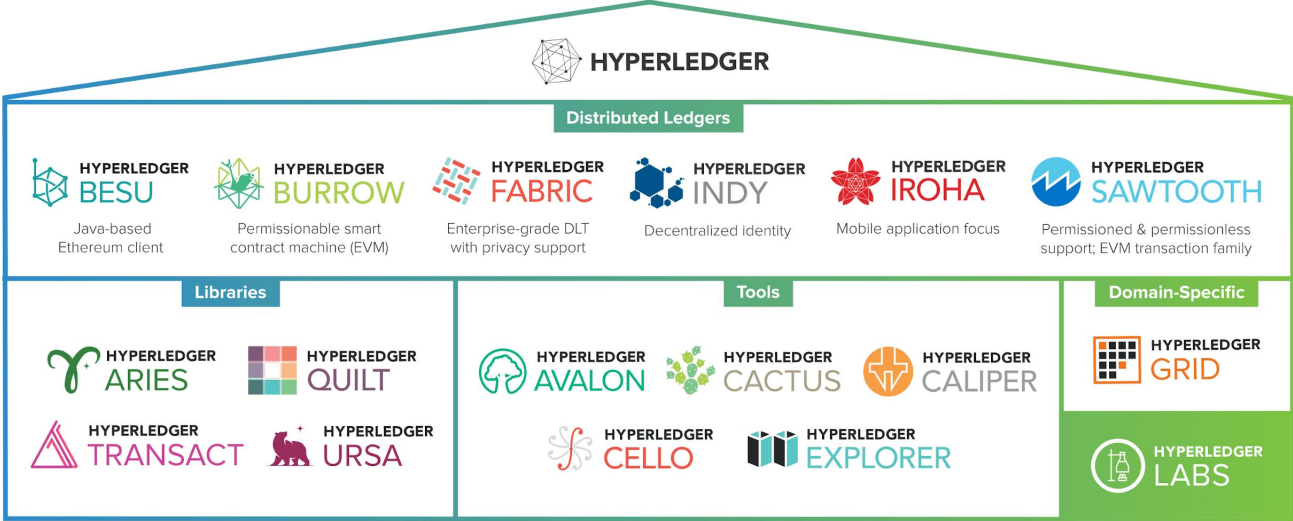 HYPERLEDGER
Distributed Ledgers
HYPERLEDGER
BESU
Java-based
Ethereum client
HYPERLEDGER
BURROW
Permissionable smart
contract machine (EVM)
HYPERLEDGER
FABRIC
Enterprise-grade DLT
with privacy support
HYPERLEDGER
INDY
Decentralized identity
HYPERLEDGER
IROHA
Mobile application focus
HYPERLEDGER
SAWTOOTH
Permissioned & permissionless
support; EVM transaction family
Libraries
HYPERLEDGER
ARIES
HYPERLEDGER
QUILT
HYPERLEDGER
TRANSACT
HYPERLEDGER
URSA
Tools
HYPERLEDGER
AVALON
HYPERLEDGER
CACTUS
HYPERLEDGER
CALIPER
HYPERLEDGER
CELLO
HYPERLEDGER
EXPLORER
Domain-Specific
HYPERLEDGER
GRID
HYPERLEDGER
LABS